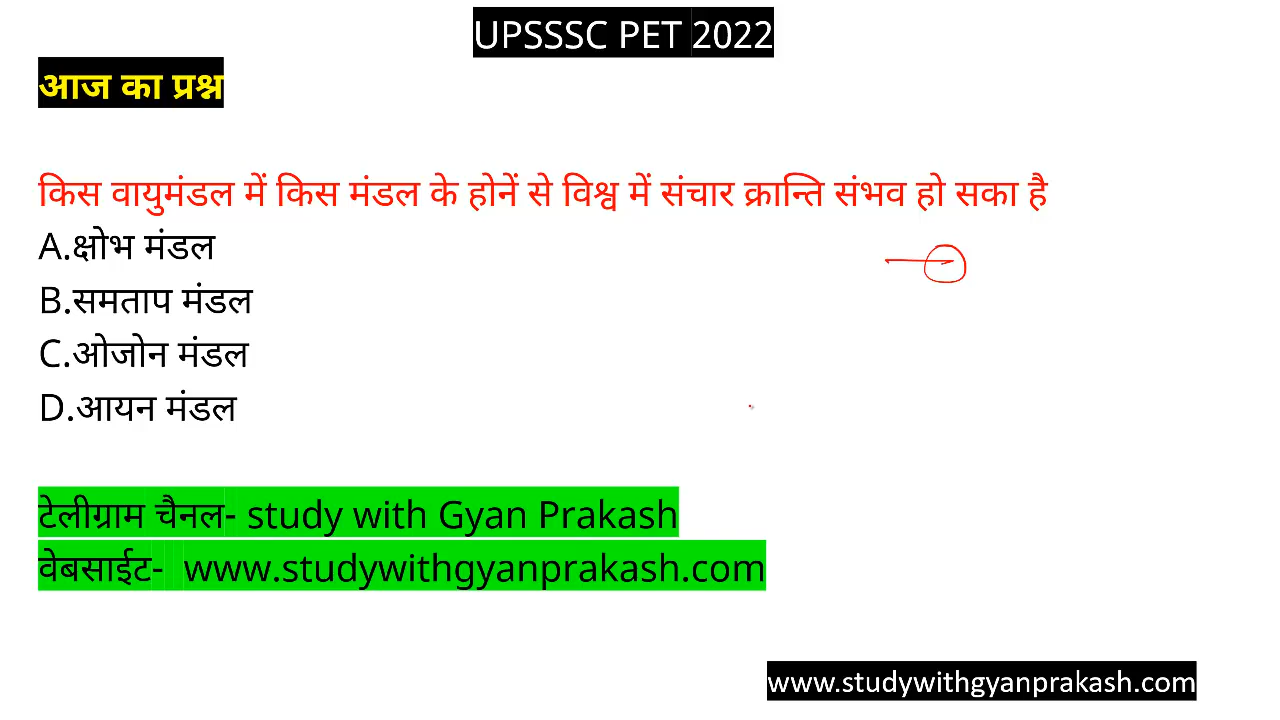 UPSSSC PET 2022
आज का प्रश्न
किस वायुमंडल में किस मंडल के होनें से विश्व में संचार क्रान्ति संभव हो सका है
A.क्षोभ मंडल
B.समताप मंडल
C.ओजोन मंडल
D.आयन मंडल
टेलीग्राम चैनल- study with Gyan Prakash
वेबसाईट- www.studywithgyanprakash.com
www.studywithgyanprakash.com